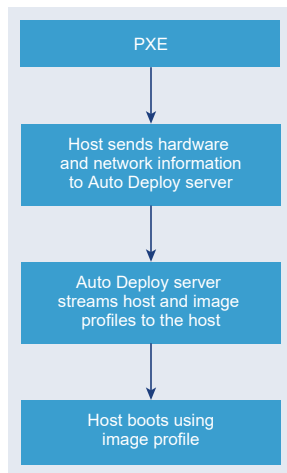 PXE
Host sends hardware
and network information
to Auto Deploy server
Auto Deploy server
streams host and image
profiles to the host
Host boots using
image profile